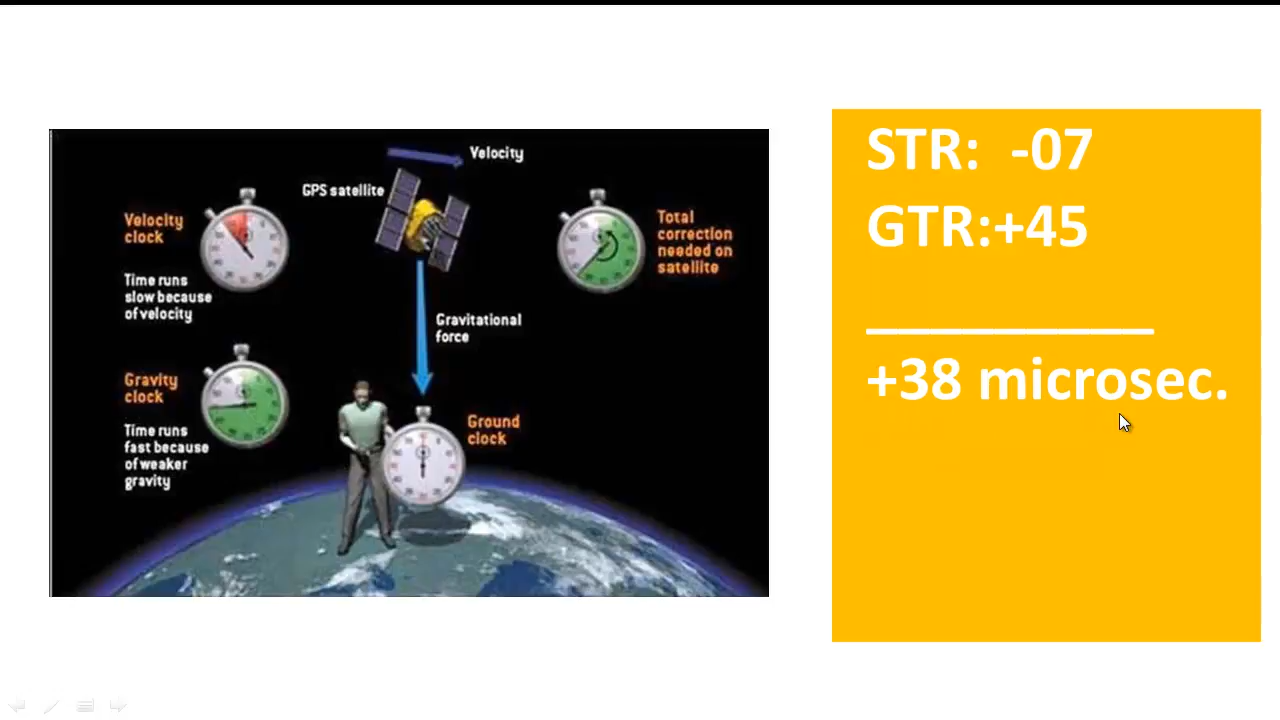 Velocity
GPS satellite
Velocity
clock
Time runs
slow because
of velocity
Total
correction
needed on
satellite
Gravitational
force
Gravity
clock
Time runs
fast because
of weaker
gravity
Ground
clock
STR: -07
GTR:+45
+38 microsec.